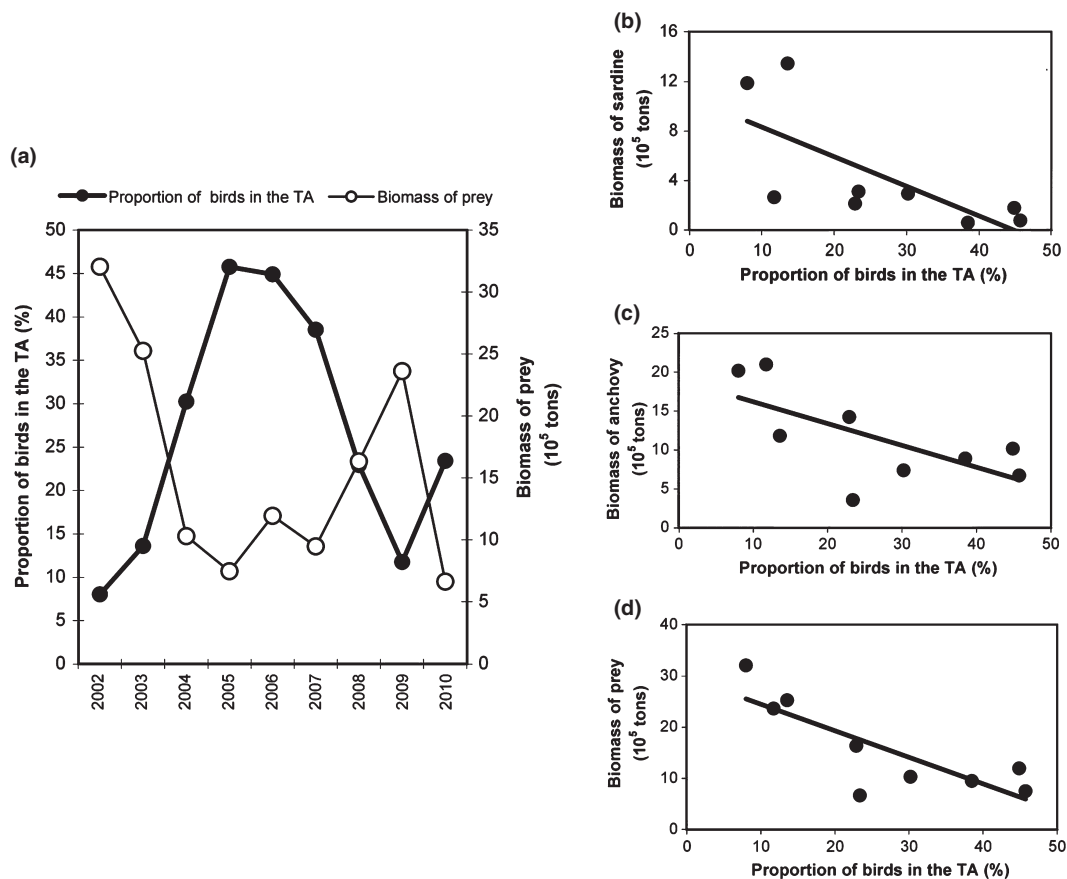 (a)
Proportion of birds in the TA
Biomass of prey
Proportion of birds in the TA (%)
50
45
40
35
30
25
20
15
10
5
0
35
30
25
20
15
10
5
0
Biomass of prey
(10⁵ tons)
2002
2003
2004
2005
2006
2007
2008
2009
2010
(b)
Biomass of sardine
(10⁵ tons)
16
12
8
4
0
0 10 20 30 40 50
Proportion of birds in the TA (%)
(c)
Biomass of anchovy
(10⁵ tons)
25
20
15
10
5
0
0 10 20 30 40 50
Proportion of birds in the TA (%)
(d)
Biomass of prey
(10⁵ tons)
40
30
20
10
0
0 10 20 30 40 50
Proportion of birds in the TA (%)